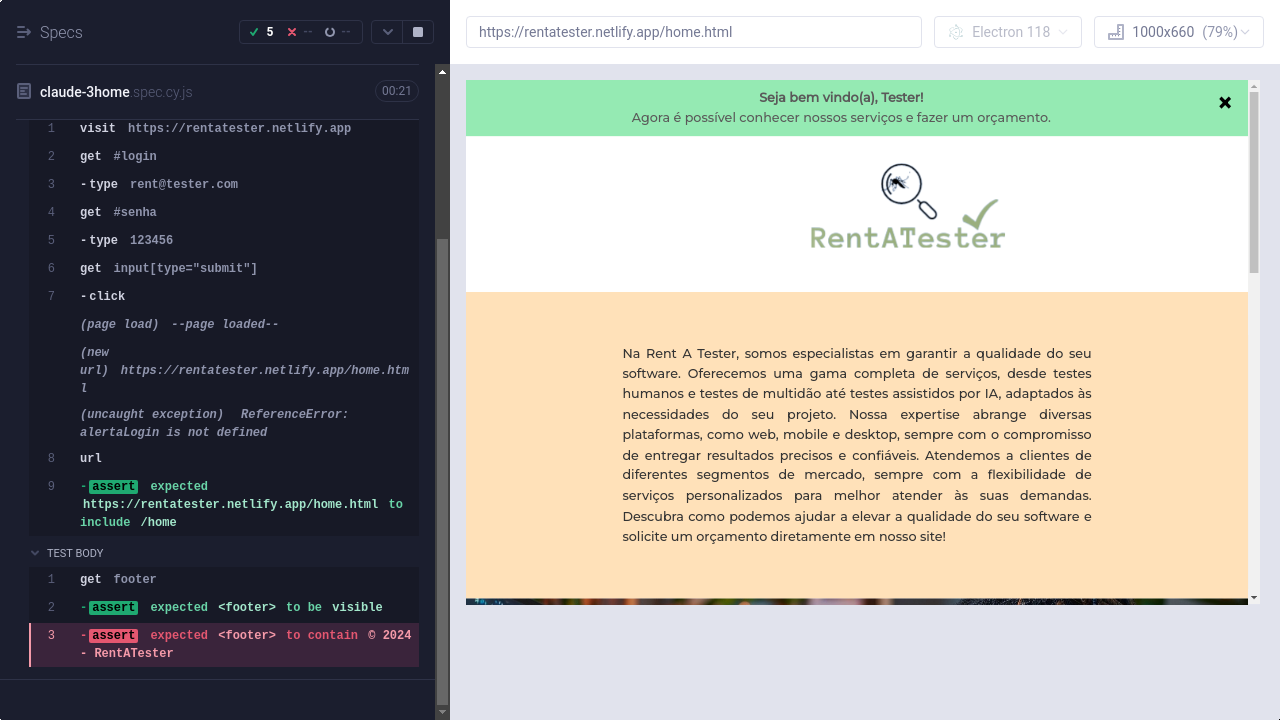 Specs
5
--
--
claude-3home.spec.cy.js
00:21
1 visit https://rentatester.netlify.app
2 get #login
3 -type rent@tester.com
4 get #senha
5 -type 123456
6 get input[type="submit"]
7 -click
(page load) --page loaded--
(new
url) https://rentatester.netlify.app/home.htm
l
(uncaught exception) ReferenceError:
alertaLogin is not defined
8 url
9 -assert expected
https://rentatester.netlify.app/home.html to
include /home
TEST BODY
1 get footer
2 -assert expected <footer> to be visible
3 -assert expected <footer> to contain © 2024
- RentATester
https://rentatester.netlify.app/home.html
Electron 118
1000x660 (79%)
Seja bem vindo(a), Tester!
Agora é possível conhecer nossos serviços e fazer um orçamento.
RentATester
Na Rent A Tester, somos especialistas em garantir a qualidade do seu
software. Oferecemos uma gama completa de serviços, desde testes
humanos e testes de multidão até testes assistidos por IA, adaptados às
necessidades do seu projeto. Nossa expertise abrange diversas
plataformas, como web, mobile e desktop, sempre com o compromisso
de entregar resultados precisos e confiáveis. Atendemos a clientes de
diferentes segmentos de mercado, sempre com a flexibilidade de
serviços personalizados para melhor atender às suas demandas.
Descubra como podemos ajudar a elevar a qualidade do seu software e
solicite um orçamento diretamente em nosso site!